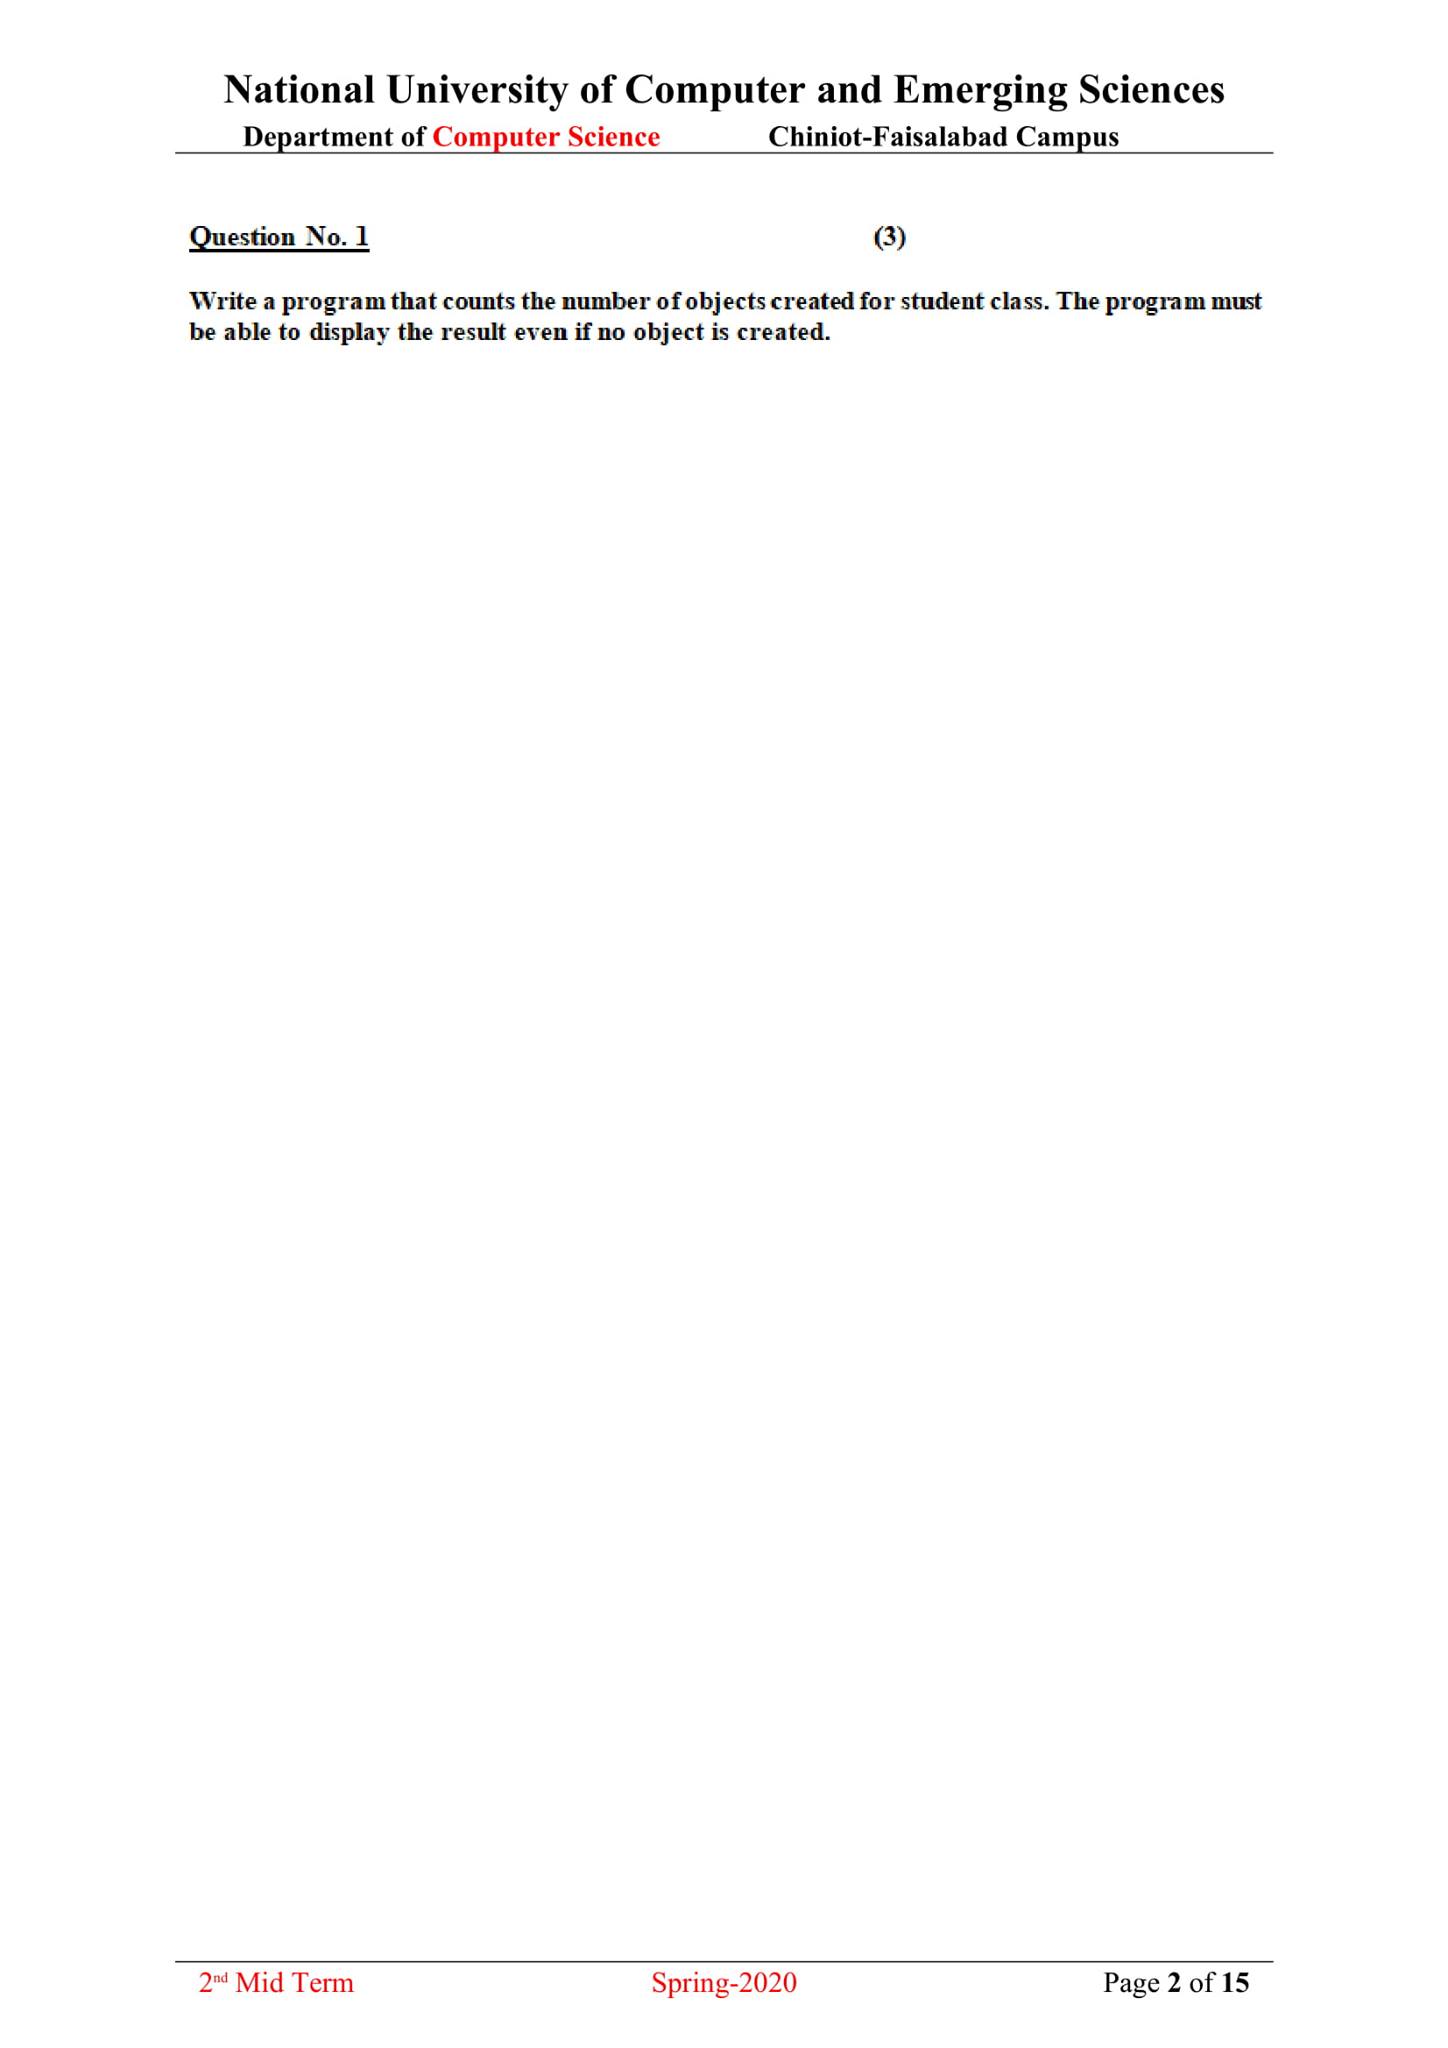 National University of Computer and Emerging Sciences
Department of Computer Science Chiniot-Faisalabad Campus
Question No. 1 (3)
Write a program that counts the number of objects created for student class. The program must
be able to display the result even if no object is created.
2nd Mid Term Spring-2020 Page 2 of 15